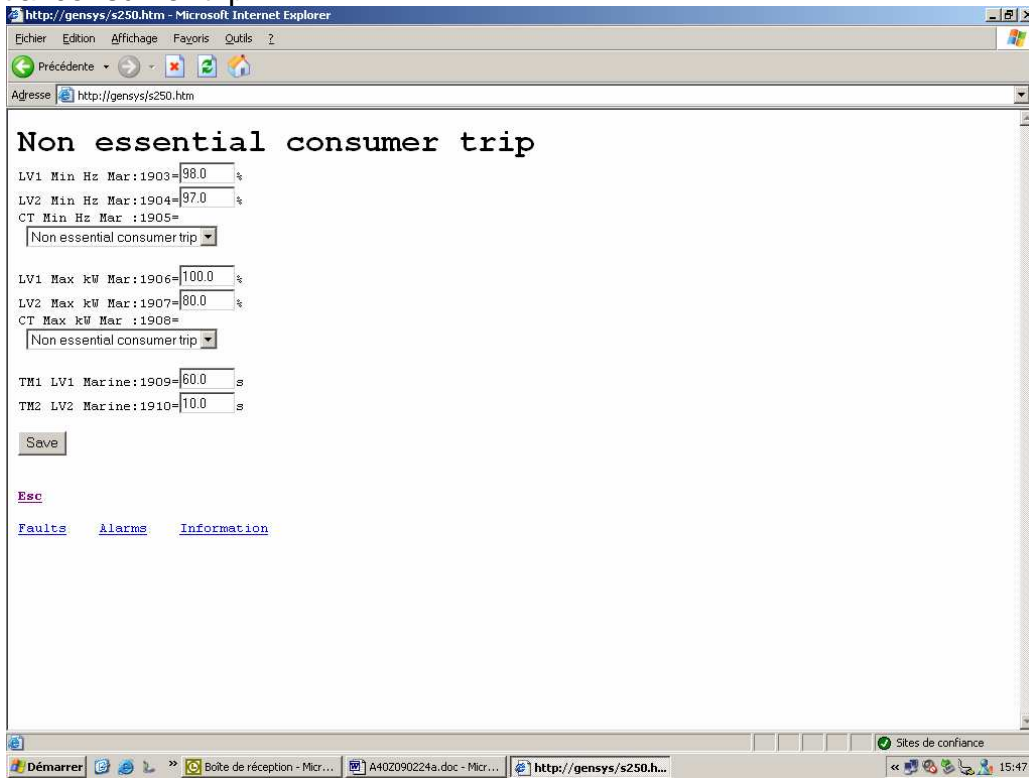 http://gensys/s250.htm - Microsoft Internet Explorer
Eichier Edition Affichage Favoris Outils ?
Précédente
Adresse http://gensys/s250.htm
Non essential consumer trip
LV1 Min Hz Mar:1903=98.0 %
LV2 Min Hz Mar:1904=97.0 %
CT Min Hz Mar :1905=
Non essential consumer trip
LV1 Max kW Mar:1906=100.0 %
LV2 Max kW Mar:1907=80.0 %
CT Max kW Mar :1908=
Non essential consumer trip
TM1 LV1 Marine:1909=60.0 s
TM2 LV2 Marine:1910=10.0 s
Save
Esc
Faults Alarms Information
Sites de confiance
Démarrer » Boîte de réception - Micr... A40Z090224a.doc - Micr... http://gensys/s250.h... « 15:47